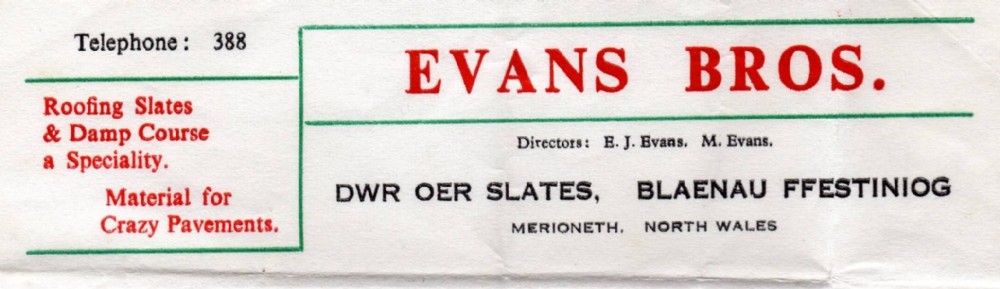 Telephone: 388
Roofing Slates
& Damp Course
a Speciality.
Material for
Crazy Pavements.
EVANS BROS.
Directors: E. J. Evans. M. Evans.
DWR OER SLATES, BLAENAU FFESTINIOG
MERIONETH. NORTH WALES